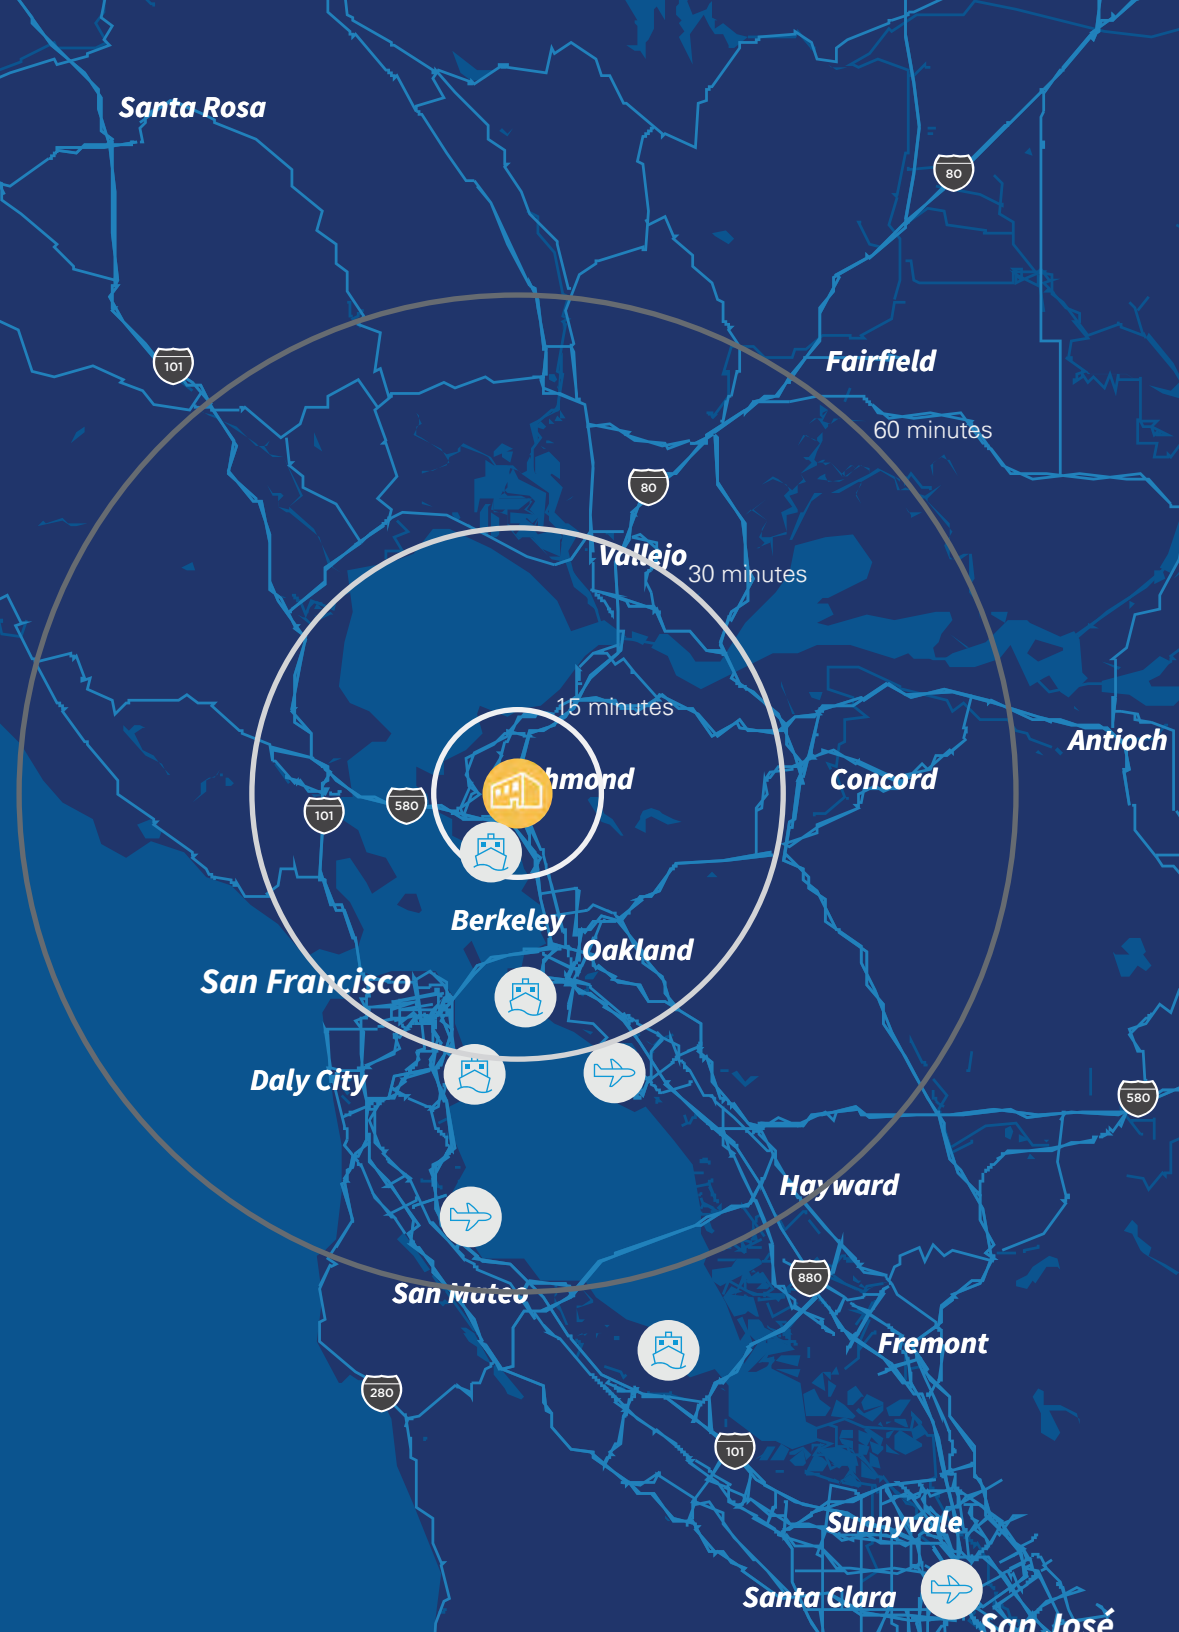 Santa Rosa
80
101
Fairfield
60 minutes
80
Vallejo
30 minutes
15 minutes
Antioch
hmond
Concord
580
101
Berkeley
Oakland
San Francisco
Daly City
580
Hayward
880
San Mateo
Fremont
280
101
Sunnyvale
Santa Clara
San José